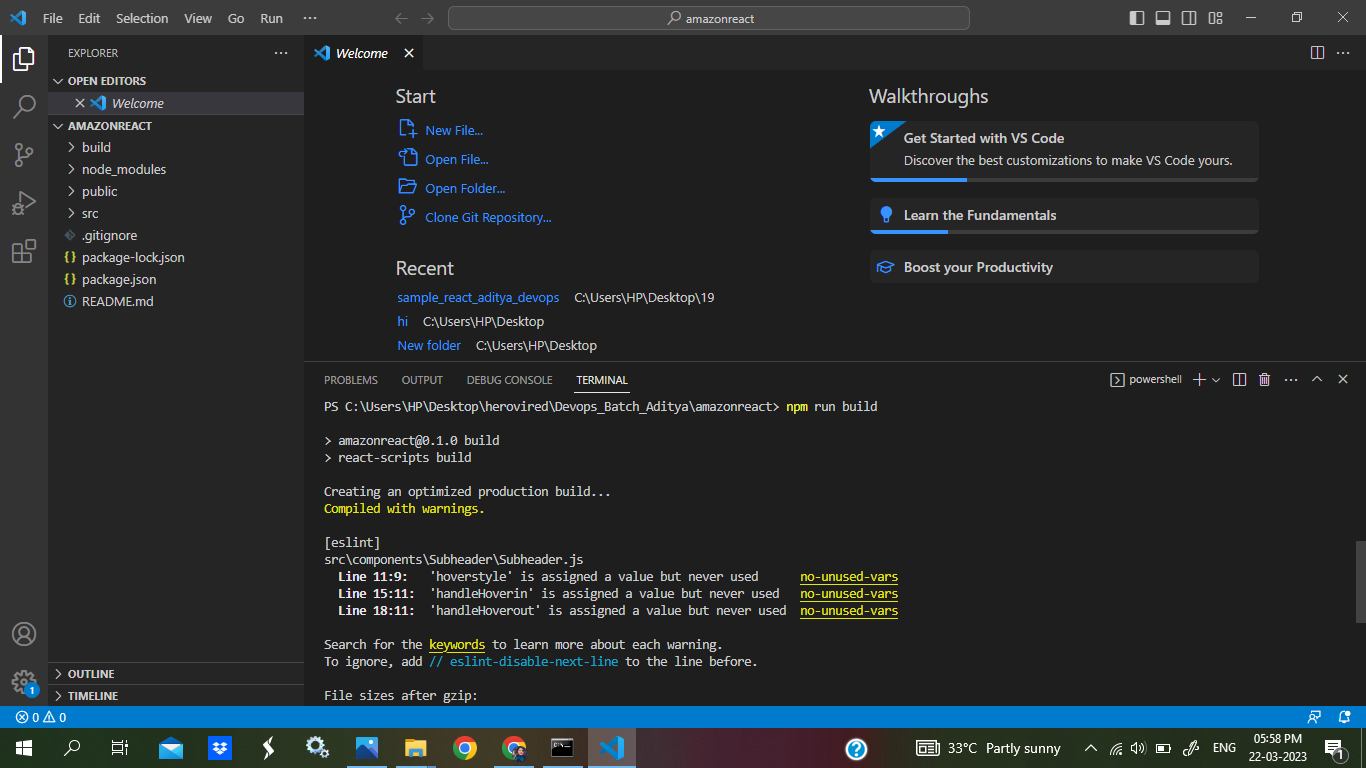 File Edit Selection View Go Run ···
amazonreact
EXPLORER
OPEN EDITORS
Welcome
AMAZONREACT
build
node_modules
public
src
.gitignore
{} package-lock.json
{} package.json
README.md
OUTLINE
TIMELINE
1
Welcome
Start
New File...
Open File...
Open Folder...
Clone Git Repository...
Recent
sample_react_aditya_devops C:\Users\HP\Desktop\19
hi C:\Users\HP\Desktop
New folder C:\Users\HP\Desktop
Walkthroughs
Get Started with VS Code
Discover the best customizations to make VS Code yours.
Learn the Fundamentals
Boost your Productivity
PROBLEMS OUTPUT DEBUG CONSOLE TERMINAL
powershell
PS C:\Users\HP\Desktop\herovired\Devops_Batch_Aditya\amazonreact> npm run build
> amazonreact@0.1.0 build
> react-scripts build
Creating an optimized production build...
Compiled with warnings.
[eslint]
src\components\Subheader\Subheader.js
Line 11:9: 'hoverstyle' is assigned a value but never used no-unused-vars
Line 15:11: 'handleHoverin' is assigned a value but never used no-unused-vars
Line 18:11: 'handleHoverout' is assigned a value but never used no-unused-vars
Search for the keywords to learn more about each warning.
To ignore, add // eslint-disable-next-line to the line before.
File sizes after gzip:
0 0
33°C Partly sunny
ENG
05:58 PM
22-03-2023
1